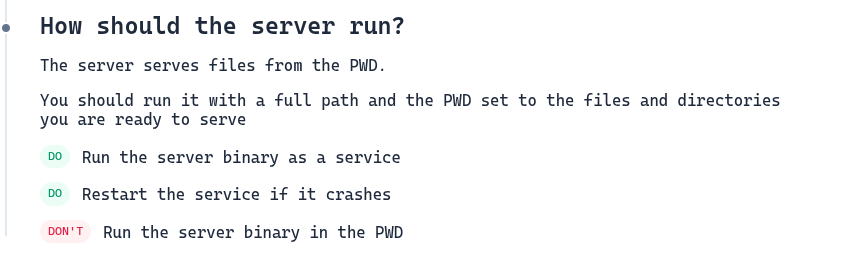 How should the server run?
The server serves files from the PWD.
You should run it with a full path and the PWD set to the files and directories
you are ready to serve
DO Run the server binary as a service
DO Restart the service if it crashes
DON'T Run the server binary in the PWD